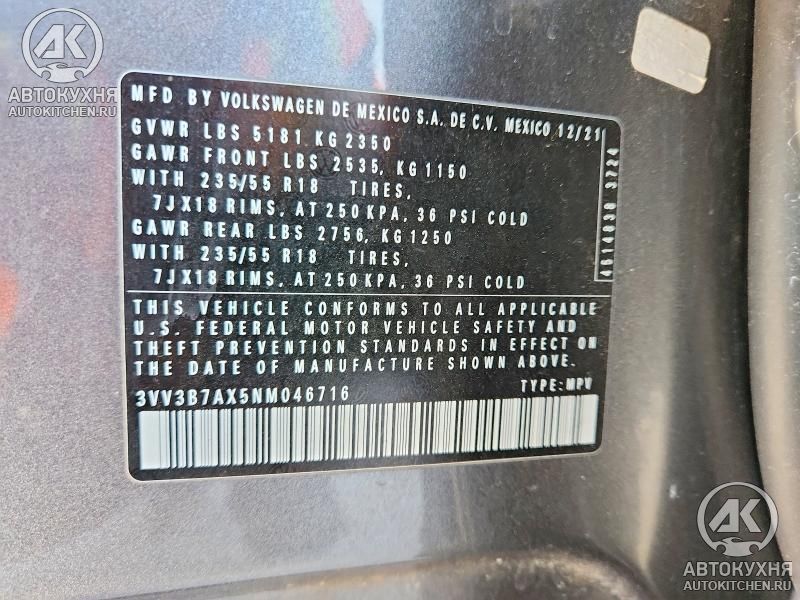 AK
АВТОКУХНЯ
AUTOKITCHEN.RU
MFD BY VOLKSWAGEN DE MEXICO S.A. DE C.V. MEXICO 12/21
GVWR LBS 5181 KG 2350
GAWR FRONT LBS 2535, KG 1150
WITH 235/55 R18 TIRES,
7JX18 RIMS, AT 250 KPA, 36 PSI COLD
GAWR REAR LBS 2756, KG 1250
WITH 235/55 R18 TIRES,
7JX18 RIMS, AT 250 KPA, 36 PSI COLD
THIS VEHICLE CONFORMS TO ALL APPLICABLE
U.S. FEDERAL MOTOR VEHICLE SAFETY AND
THEFT PREVENTION STANDARDS IN EFFECT ON
THE DATE OF MANUFACTURE SHOWN ABOVE.
3VV3B7AX5NM046716 TYPE: MPV
4614830 3724
AK
АВТОКУХНЯ
AUTOKITCHEN.RU